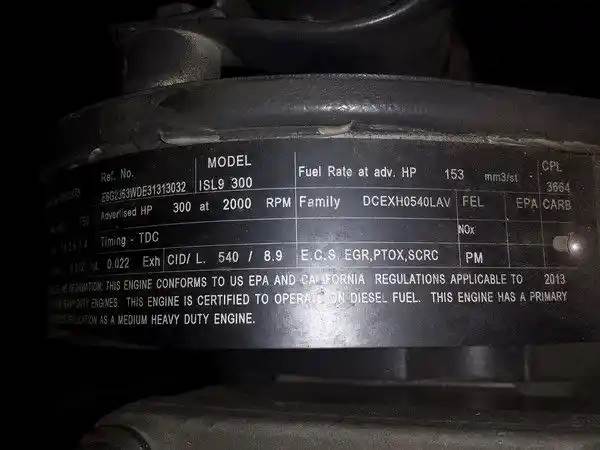 Ref. No. MODEL Fuel Rate at adv. HP 153 mm3/st - CPL
E8G2J63WDE31313032 ISL9 300 3664
Advertised HP 300 at 2000 RPM Family DCEXH0540LAV FEL EPA CARB
Timing - TDC NOx
0.022 Exh CID/ L. 540 / 8.9 E.C.S. EGR,PTOX,SCRC PM
INFORMATION: THIS ENGINE CONFORMS TO US EPA AND CALIFORNIA REGULATIONS APPLICABLE TO 2013
DUTY ENGINES. THIS ENGINE IS CERTIFIED TO OPERATE ON DIESEL FUEL. THIS ENGINE HAS A PRIMARY
AS A MEDIUM HEAVY DUTY ENGINE.